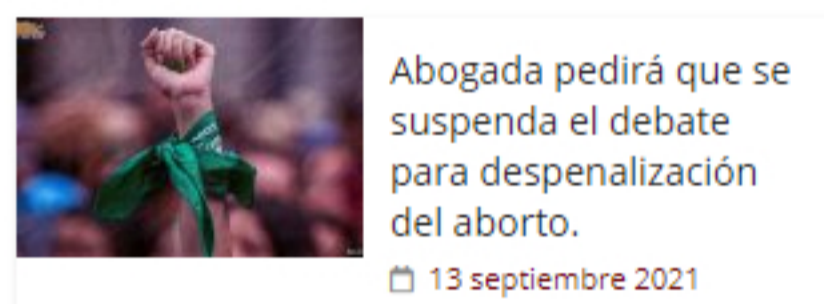 Abogada pedirá que se
suspenda el debate
para despenalización
del aborto.
13 septiembre 2021